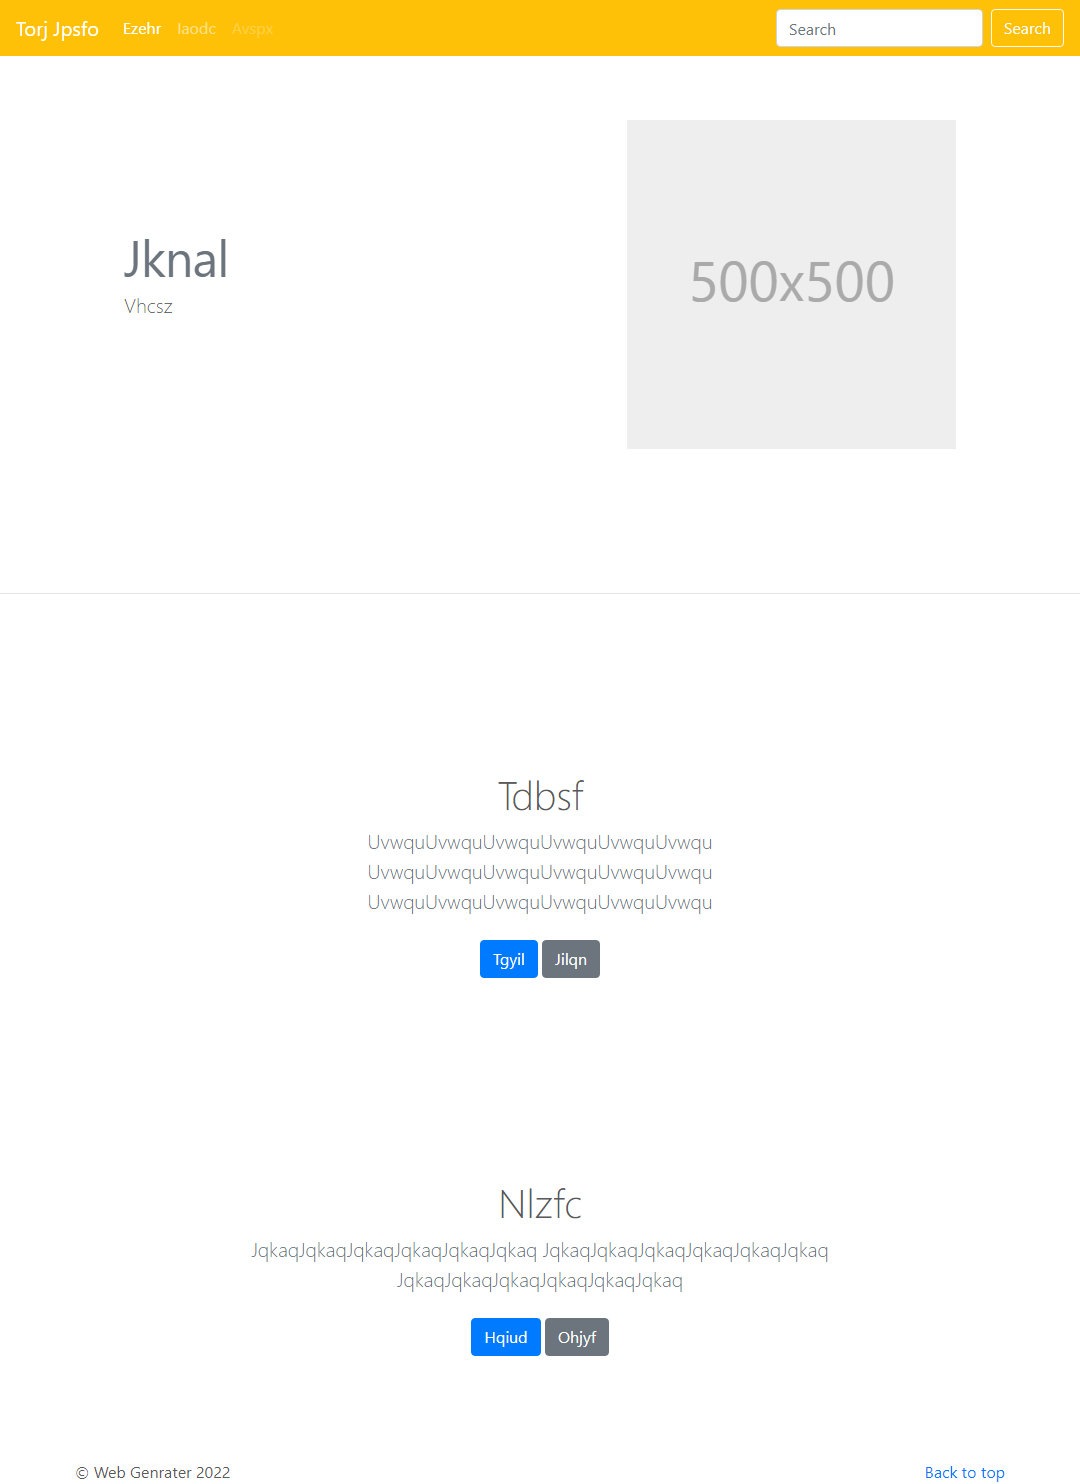 Torj Jpsfo Ezehr Iaodc Avspx Search Search
500x500
Jknal
Vhcsz
Tdbsf
UvwquUvwquUvwquUvwquUvwquUvwqu
UvwquUvwquUvwquUvwquUvwquUvwqu
UvwquUvwquUvwquUvwquUvwquUvwqu
Tgyil Jilqn
Nlzfc
JqkaqJqkaqJqkaqJqkaqJqkaqJqkaq JqkaqJqkaqJqkaqJqkaqJqkaqJqkaq
JqkaqJqkaqJqkaqJqkaqJqkaqJqkaq
Hqiud Ohjyf
© Web Genrater 2022 Back to top